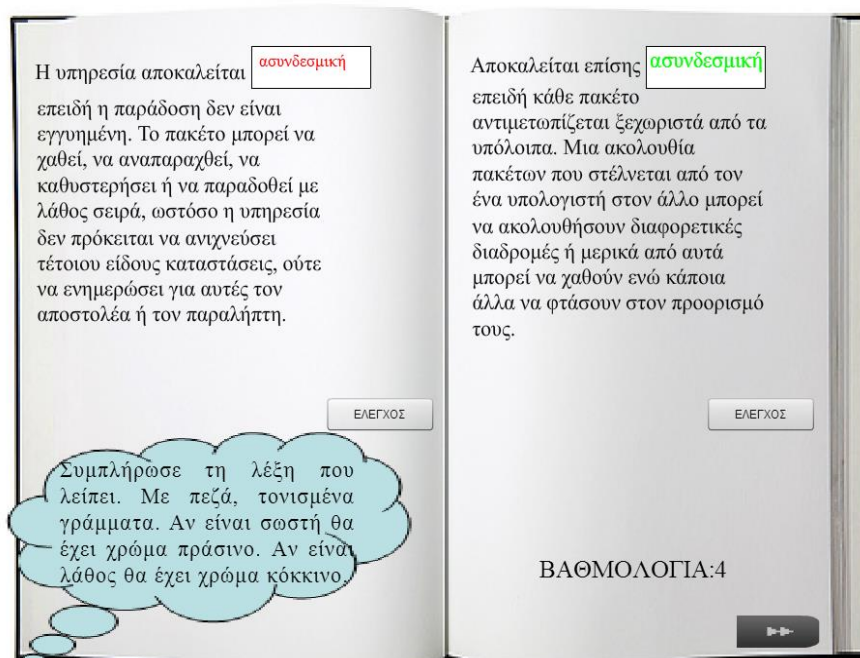 Η υπηρεσία αποκαλείται ασυνδεσμική
επειδή η παράδοση δεν είναι
εγγυημένη. Το πακέτο μπορεί να
χαθεί, να αναπαραχθεί, να
καθυστερήσει ή να παραδοθεί με
λάθος σειρά, ωστόσο η υπηρεσία
δεν πρόκειται να ανιχνεύσει
τέτοιου είδους καταστάσεις, ούτε
να ενημερώσει για αυτές τον
αποστολέα ή τον παραλήπτη.
ΕΛΕΓΧΟΣ
Συμπλήρωσε τη λέξη που
λείπει. Με πεζά, τονισμένα
γράμματα. Αν είναι σωστή θα
έχει χρώμα πράσινο. Αν είναι
λάθος θα έχει χρώμα κόκκινο.
Αποκαλείται επίσης ασυνδεσμική
επειδή κάθε πακέτο
αντιμετωπίζεται ξεχωριστά από τα
υπόλοιπα. Μια ακολουθία
πακέτων που στέλνεται από τον
ένα υπολογιστή στον άλλο μπορεί
να ακολουθήσουν διαφορετικές
διαδρομές ή μερικά από αυτά
μπορεί να χαθούν ενώ κάποια
άλλα να φτάσουν στον προορισμό
τους.
ΕΛΕΓΧΟΣ
ΒΑΘΜΟΛΟΓΙΑ:4